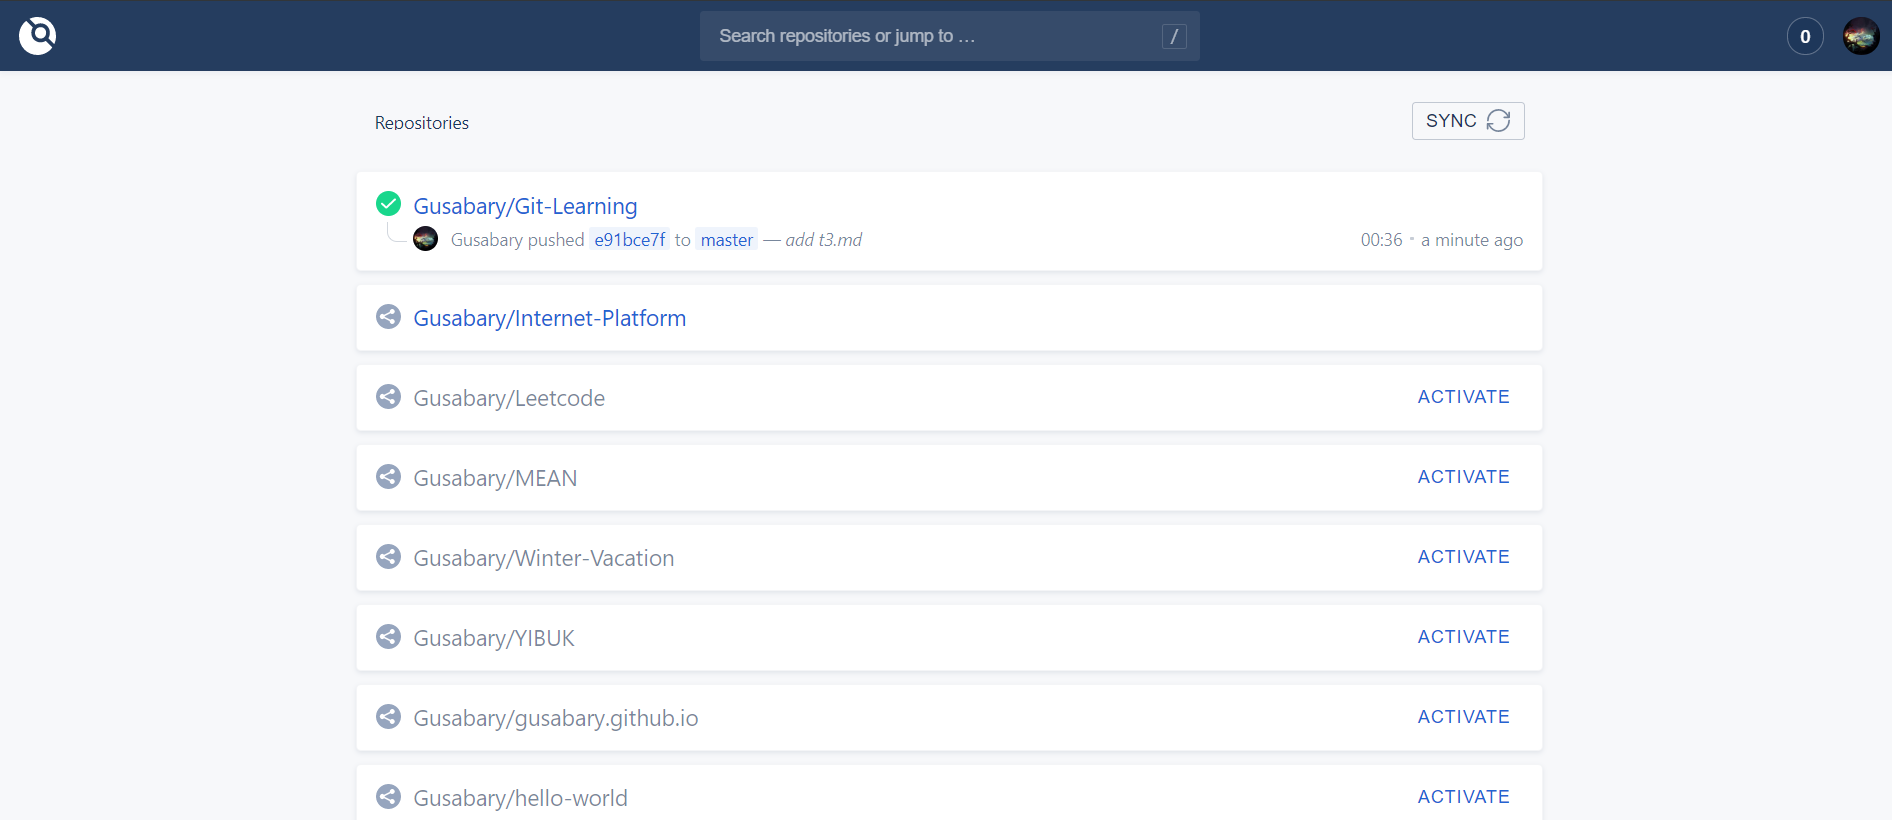 Search repositories or jump to … /
0
Repositories
SYNC
Gusabary/Git-Learning
Gusabary pushed e91bce7f to master — add t3.md 00:36 • a minute ago
Gusabary/Internet-Platform
Gusabary/Leetcode ACTIVATE
Gusabary/MEAN ACTIVATE
Gusabary/Winter-Vacation ACTIVATE
Gusabary/YIBUK ACTIVATE
Gusabary/gusabary.github.io ACTIVATE
Gusabary/hello-world ACTIVATE